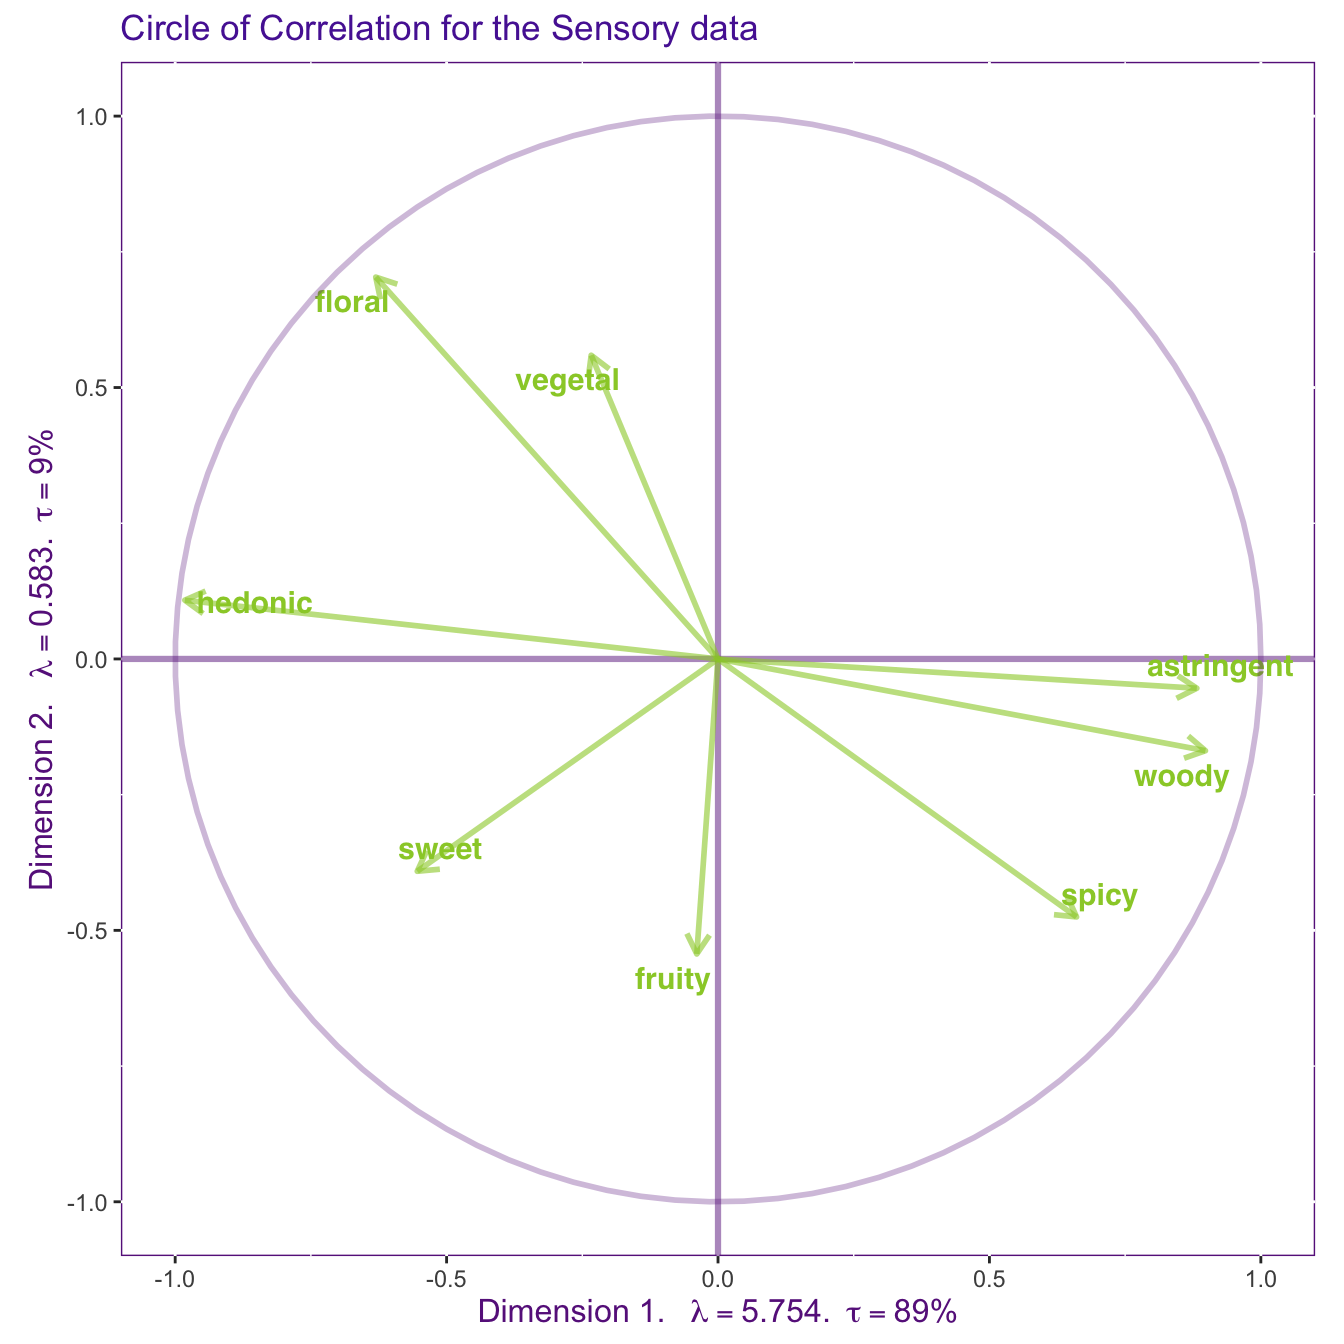 Circle of Correlation for the Sensory data
1.0
floral
vegetal
0.5
hedonic
0.0
astringent
woody
sweet
spicy
-0.5
fruity
-1.0
-1.0 -0.5 0.0 0.5 1.0
Dimension 1. λ = 5.754. τ = 89%
Dimension 2. λ = 0.583. τ = 9%